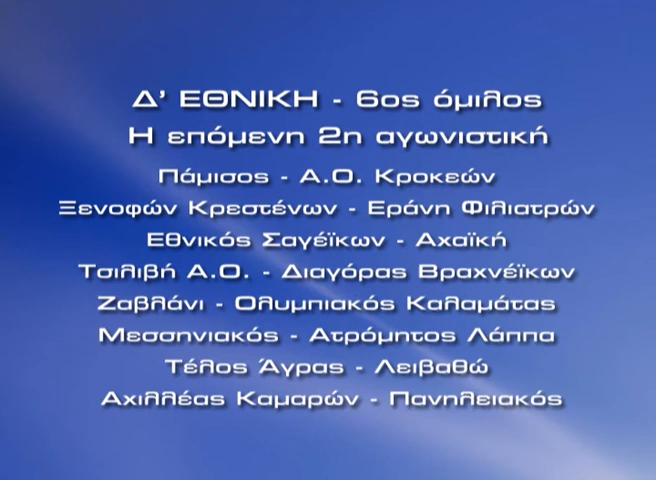 Δ' ΕΘΝΙΚΗ - 6ος όμιλος
Η επόμενη 2η αγωνιστική
Πάμισος - Α.Ο. Κροκεών
Ξενοφών Κρεστένων - Εράνη Φιλιατρών
Εθνικός Σαγέϊκων - Αχαϊκή
Τσιλιβή Α.Ο. - Διαγόρας Βραχνέϊκων
Ζαβλάνι - Ολυμπιακός Καλαμάτας
Μεσσηνιακός - Ατρόμητος Λάππα
Τέλος Άγρας - Λειβαθώ
Αχιλλέας Καμαρών - Πανηλειακός